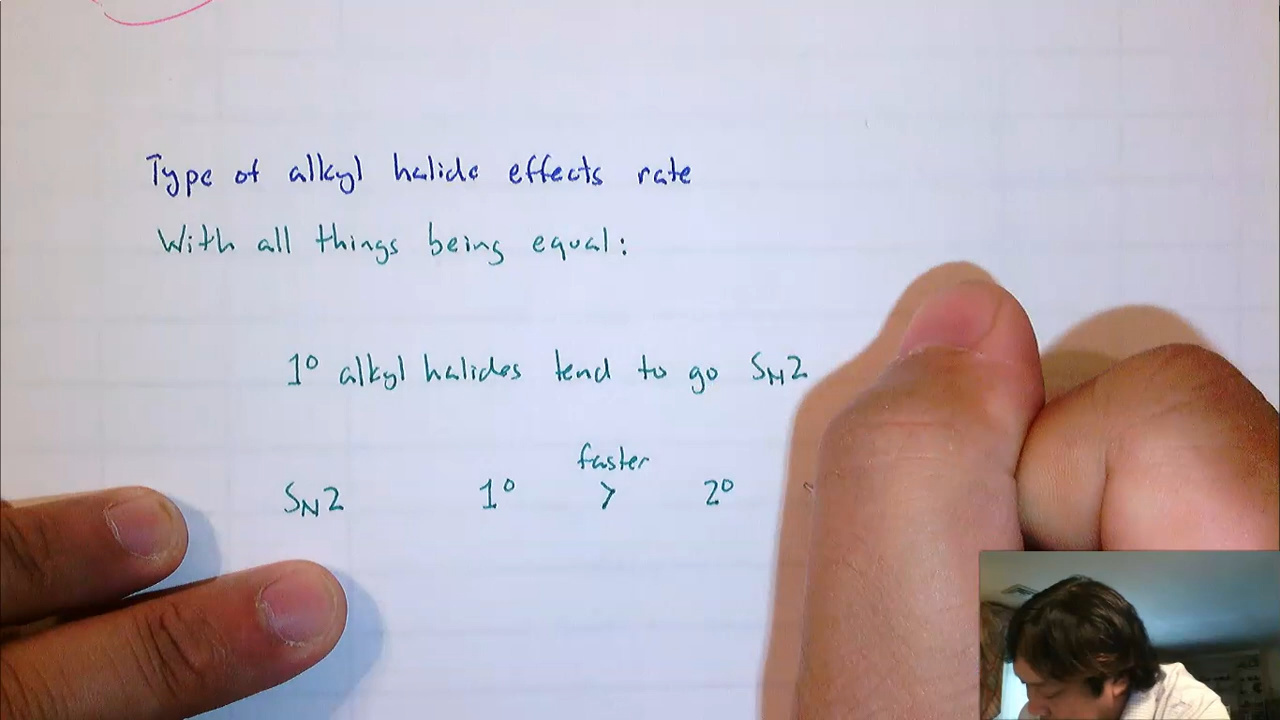 Type of alkyl halide effects rate
With all things being equal:
1° alkyl halides tend to go SN2
faster
SN2 1° > 2°